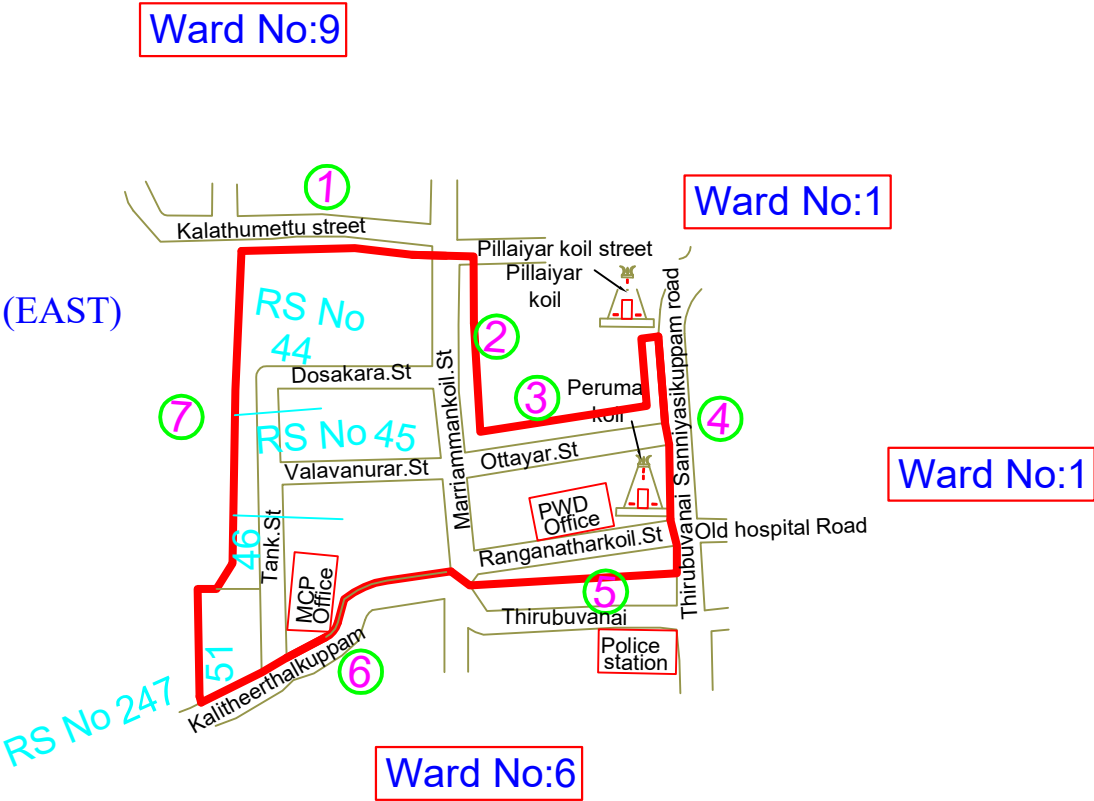 Ward No:9
1
Ward No:1
Kalathumettu street
Pillaiyar koil street
Pillaiyar
koil
(EAST)
RS No
44
2
Dosakara.St
Marriammankoil.St
3
Peruma
koil
Thirubuvanai Sanniyasikuppam road
4
7
RS No 45
Valavanurar.St
Ottayar.St
Ward No:1
PWD
Office
Old hospital Road
46
Tank.St
Ranganatharkoil.St
MCP
Office
5
Thirubuvanai
Police
station
6
51
Kalitheerthalkuppam
RS No 247
Ward No:6